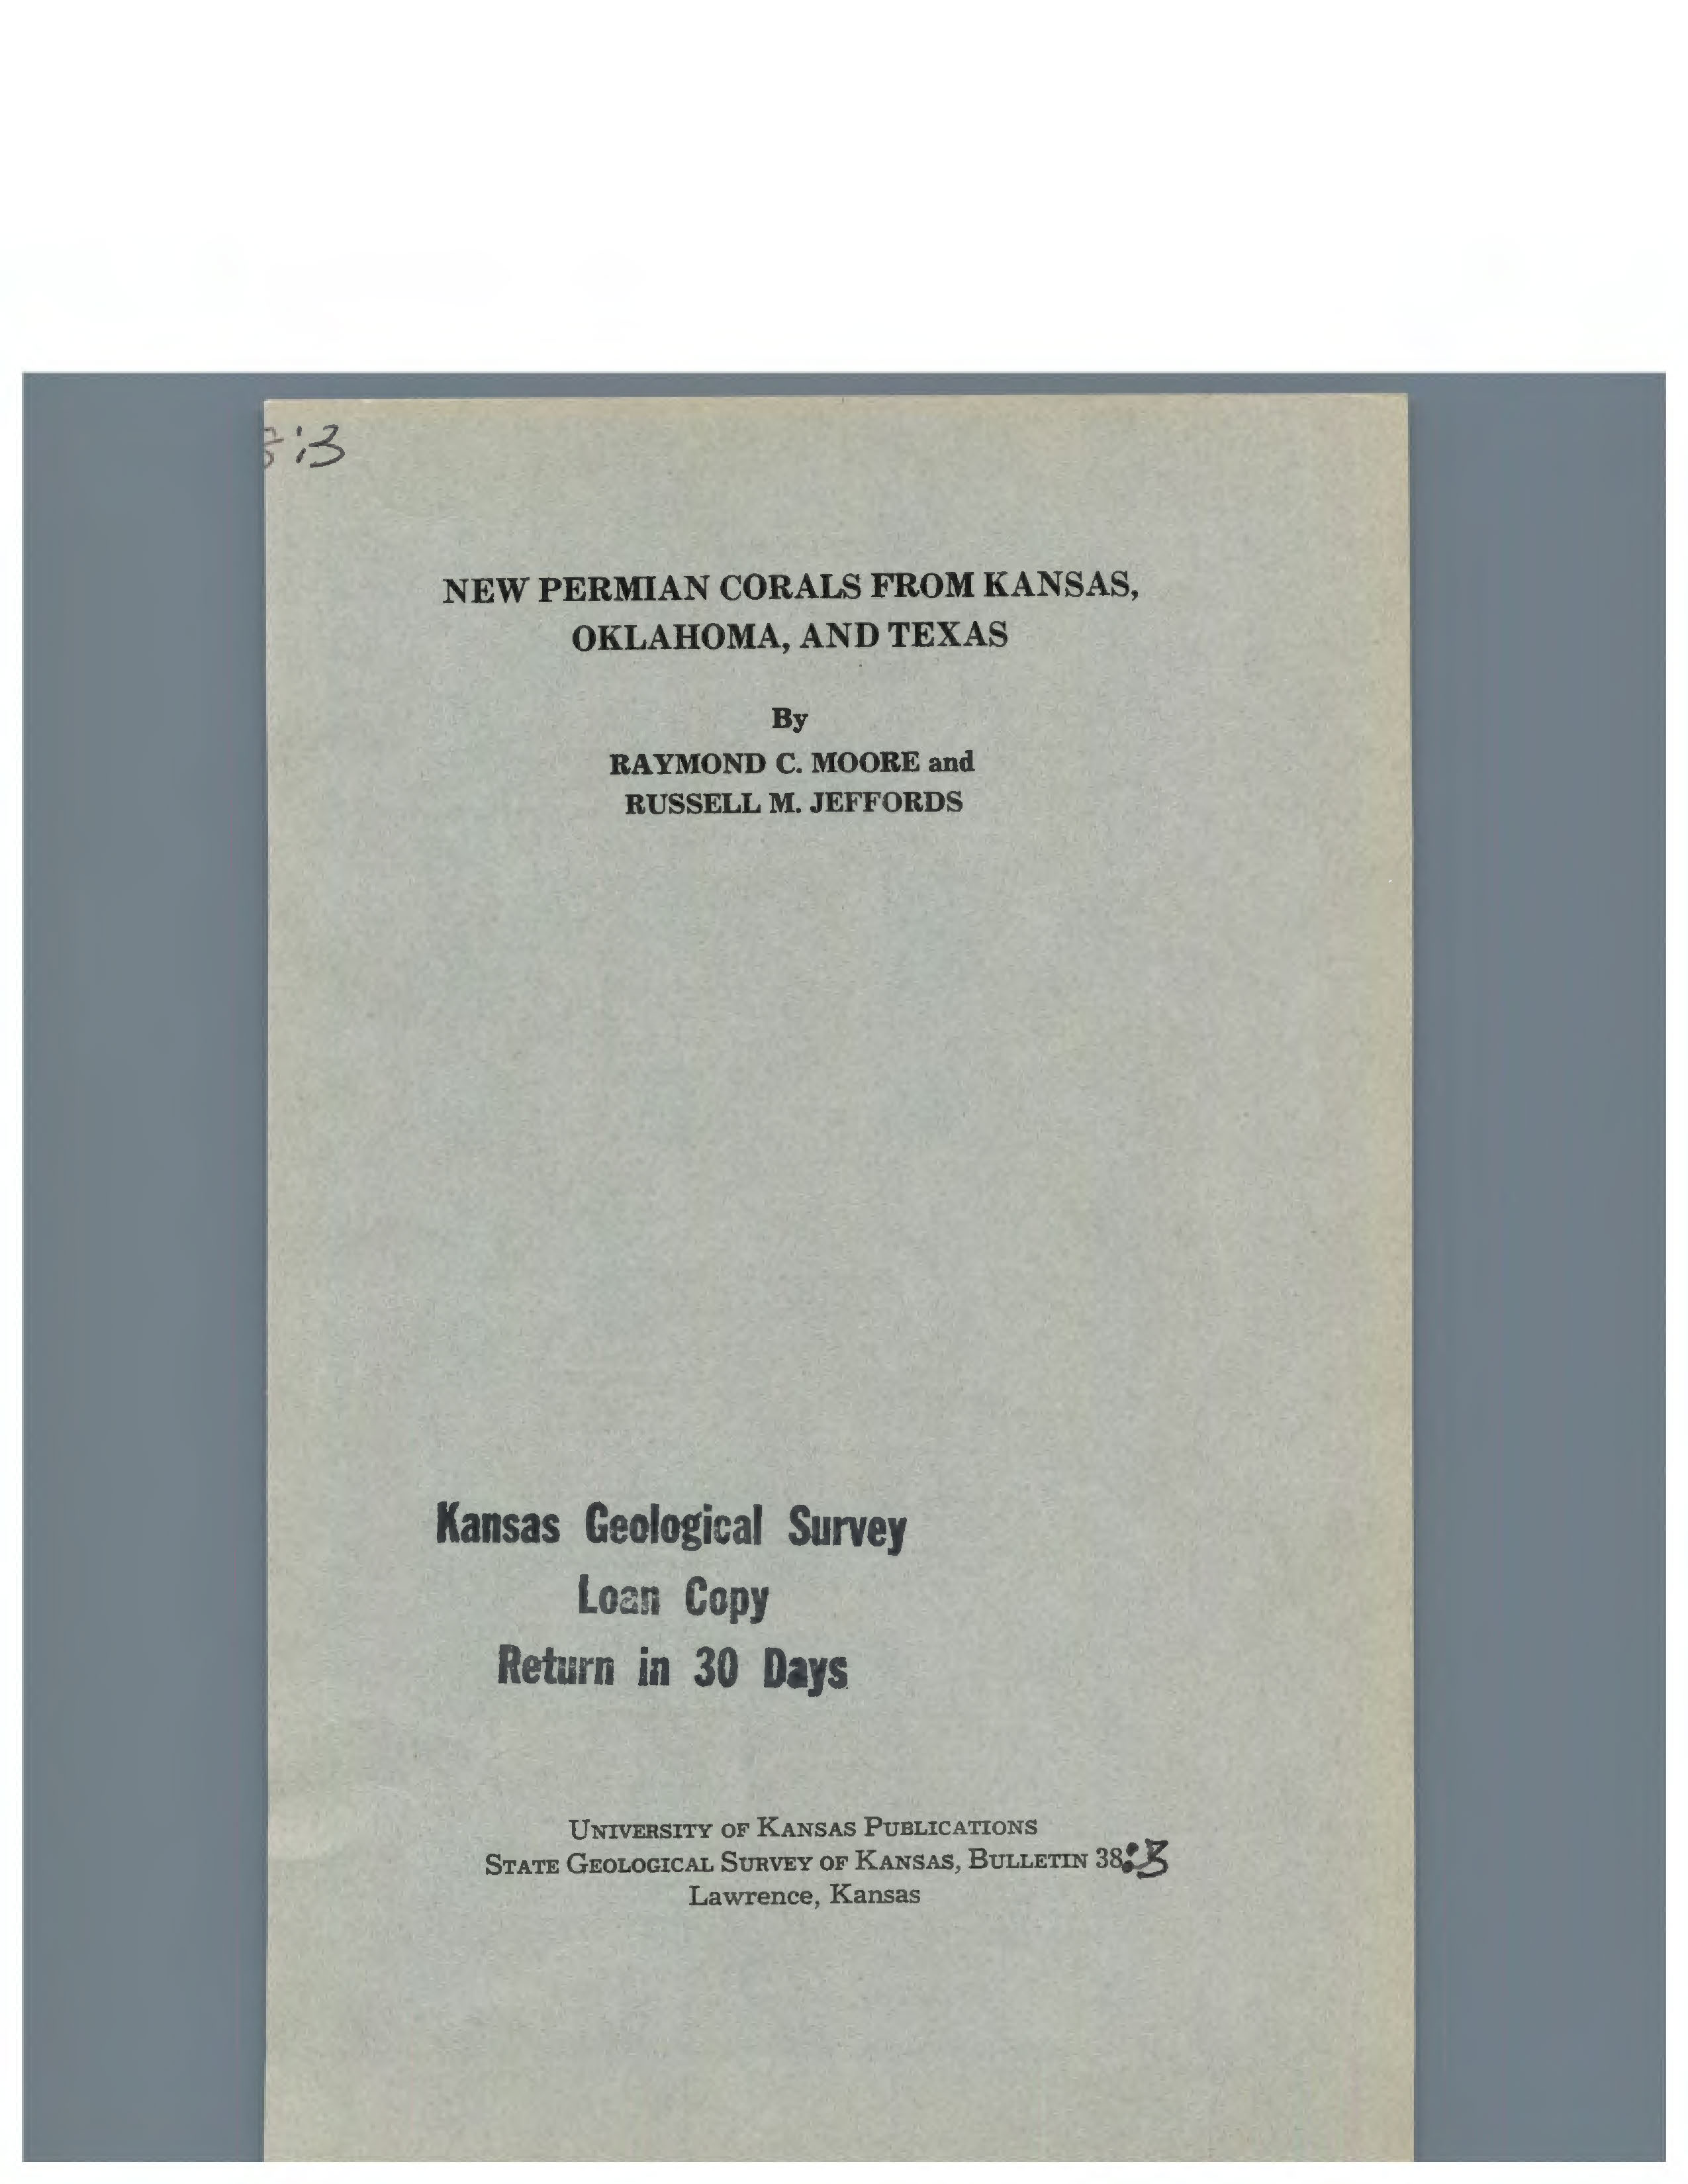 :3
NEW PERMIAN CORALS FROM KANSAS,
OKLAHOMA, AND TEXAS
By
RAYMOND C. MOORE and
RUSSELL M. JEFFORDS
Kansas Geological Survey
Loan Copy
Return in 30 Days
UNIVERSITY OF KANSAS PUBLICATIONS
STATE GEOLOGICAL SURVEY OF KANSAS, BULLETIN 38:3
Lawrence, Kansas